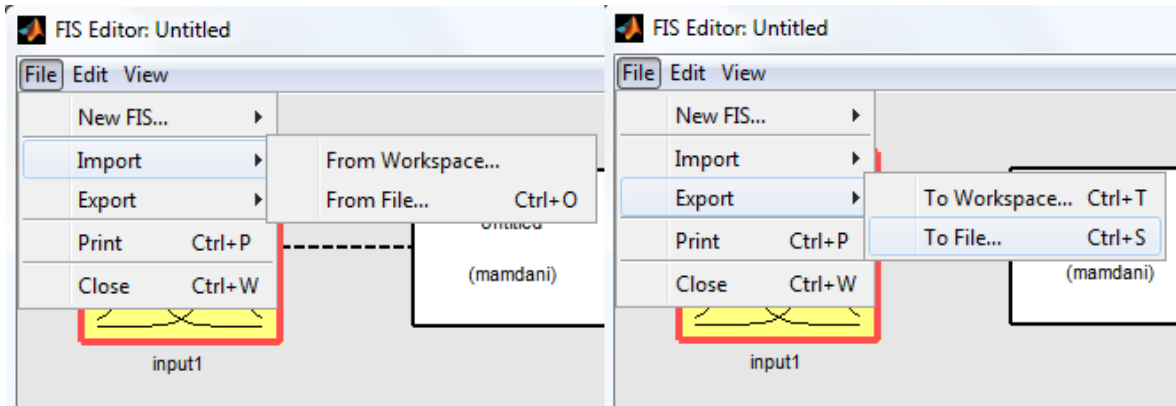 FIS Editor: Untitled
File Edit View
New FIS...
Import
From Workspace...
Export
From File... Ctrl+O
Print Ctrl+P
Untitled
Close Ctrl+W
(mamdani)
input1
FIS Editor: Untitled
File Edit View
New FIS...
Import
Export
To Workspace... Ctrl+T
Print Ctrl+P
To File... Ctrl+S
Close Ctrl+W
(mamdani)
input1